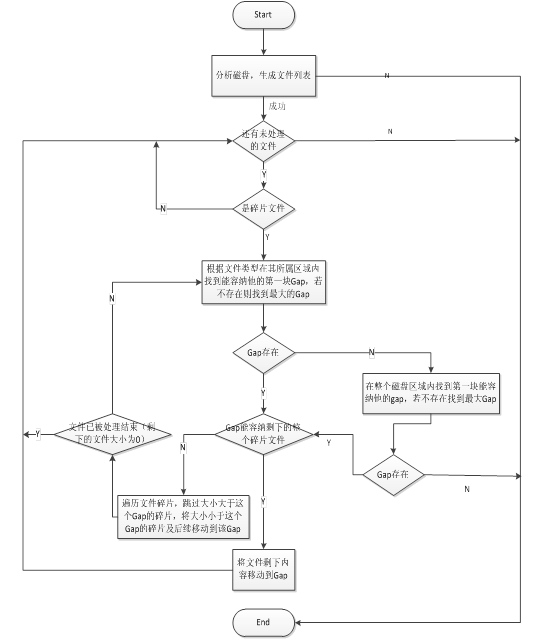 Start
分析磁盘，生成文件列表
N
成功
还有未处理
的文件
N
Y
是碎片文件
N
Y
根据文件类型在其所属区域内
找到能容纳他的第一块Gap，若
不存在则找到最大的Gap
N
Gap存在
N
在整个磁盘区域内找到第一块能容
纳他的gap，若不存在找到最大Gap
Y
文件已被处理结束（剩
下的文件大小为0）
Y
Gap能容纳剩下的整
个碎片文件
Y
N
Gap存在
N
遍历文件碎片，跳过大小大于这
个Gap的碎片，将大小小于这个
Gap的碎片及后续移动到该Gap
Y
将文件剩下内
容移动到Gap
End